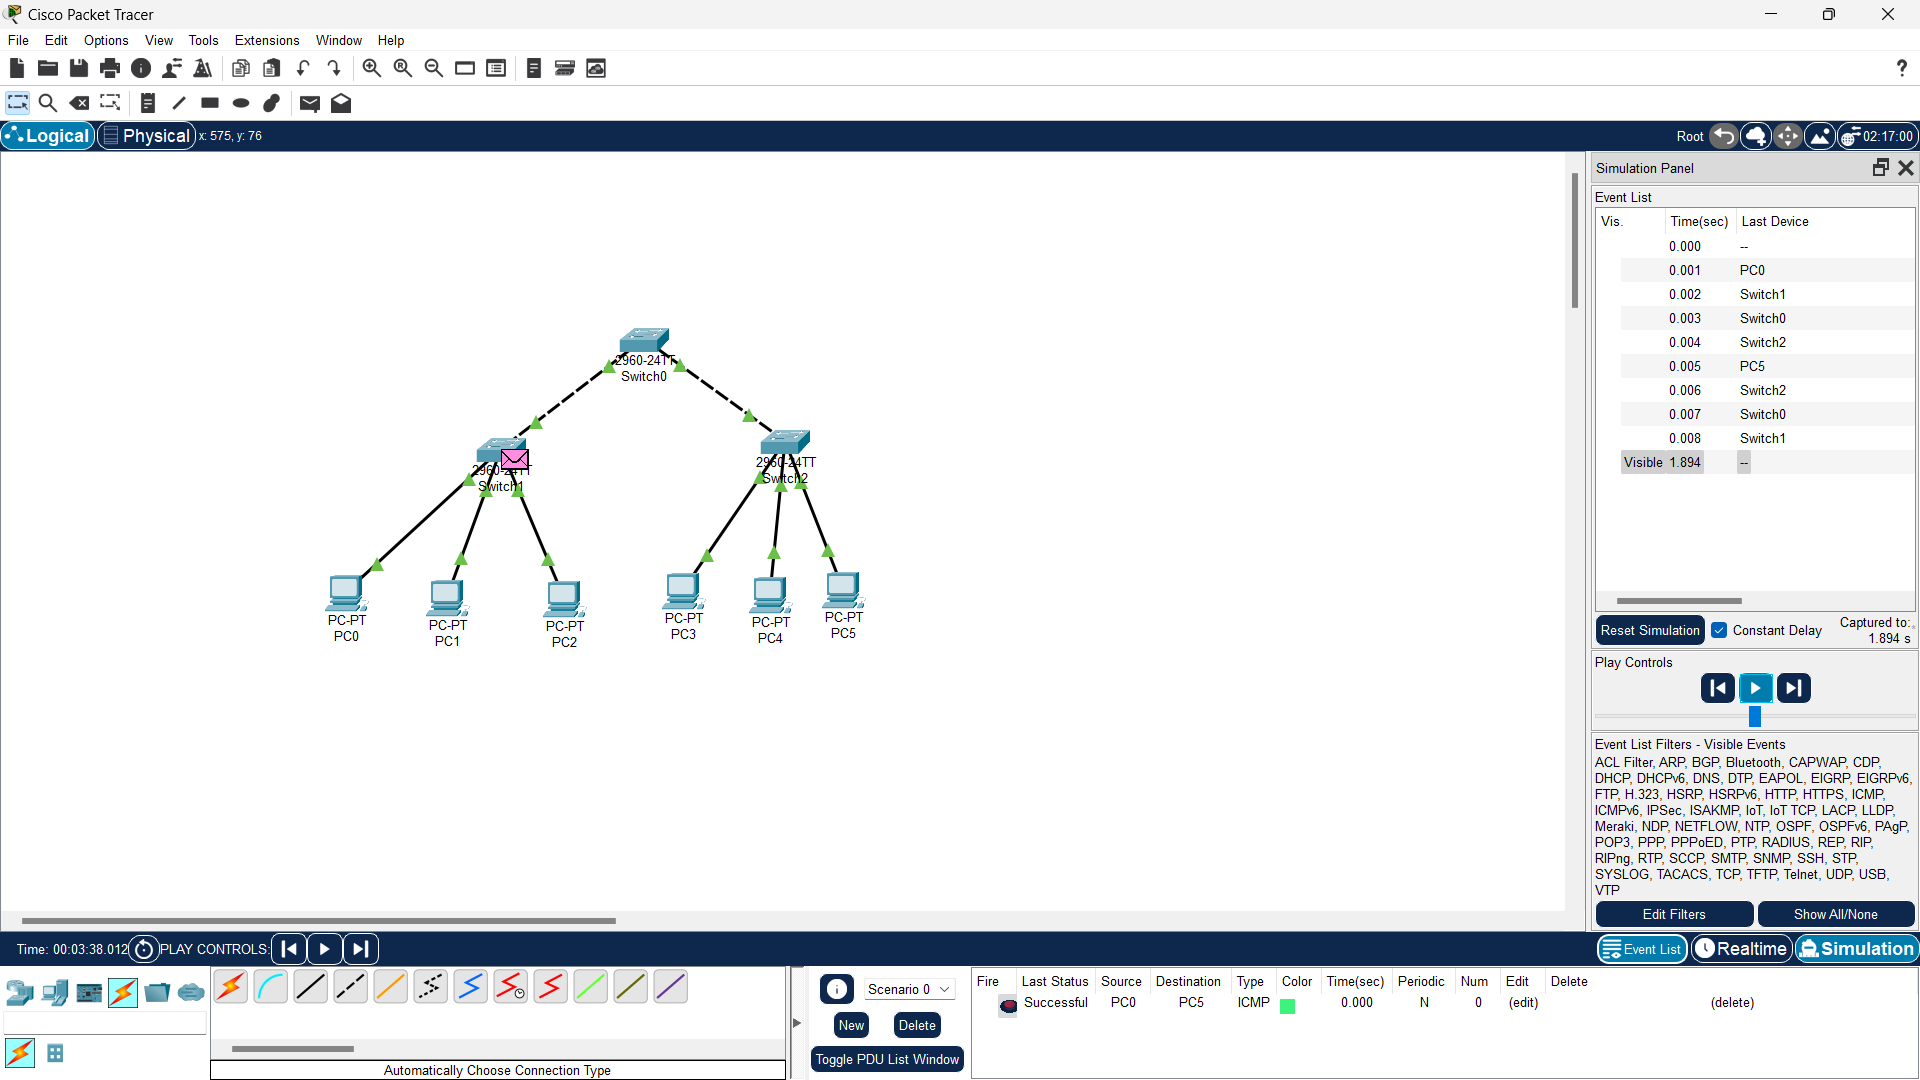 Cisco Packet Tracer
File Edit Options View Tools Extensions Window Help
?
Logical Physical x: 575, y: 76 Root 02:17:00
Simulation Panel
Event List
Vis. Time(sec) Last Device
0.000 --
0.001 PC0
0.002 Switch1
0.003 Switch0
0.004 Switch2
0.005 PC5
0.006 Switch2
0.007 Switch0
0.008 Switch1
Visible 1.894 --
2960-24TT
Switch0
2960-24TT
Switch1
2960-24TT
Switch2
PC-PT
PC0
PC-PT
PC1
PC-PT
PC2
PC-PT
PC3
PC-PT
PC4
PC-PT
PC5
Reset Simulation Constant Delay Captured to:
1.894 s
Play Controls
Event List Filters - Visible Events
ACL Filter, ARP, BGP, Bluetooth, CAPWAP, CDP,
DHCP, DHCPv6, DNS, DTP, EAPOL, EIGRP, EIGRPv6,
FTP, H.323, HSRP, HSRPv6, HTTP, HTTPS, ICMP,
ICMPv6, IPSec, ISAKMP, IoT, IoT TCP, LACP, LLDP,
Meraki, NDP, NETFLOW, NTP, OSPF, OSPFv6, PAgP,
POP3, PPP, PPPoED, PTP, RADIUS, REP, RIP,
RIPng, RTP, SCCP, SMTP, SNMP, SSH, STP,
SYSLOG, TACACS, TCP, TFTP, Telnet, UDP, USB,
VTP
Edit Filters Show All/None
Time: 00:03:38.012 PLAY CONTROLS: Event List Realtime Simulation
Scenario 0
New Delete
Toggle PDU List Window
Fire Last Status Source Destination Type Color Time(sec) Periodic Num Edit Delete
Successful PC0 PC5 ICMP 0.000 N 0 (edit) (delete)
Automatically Choose Connection Type